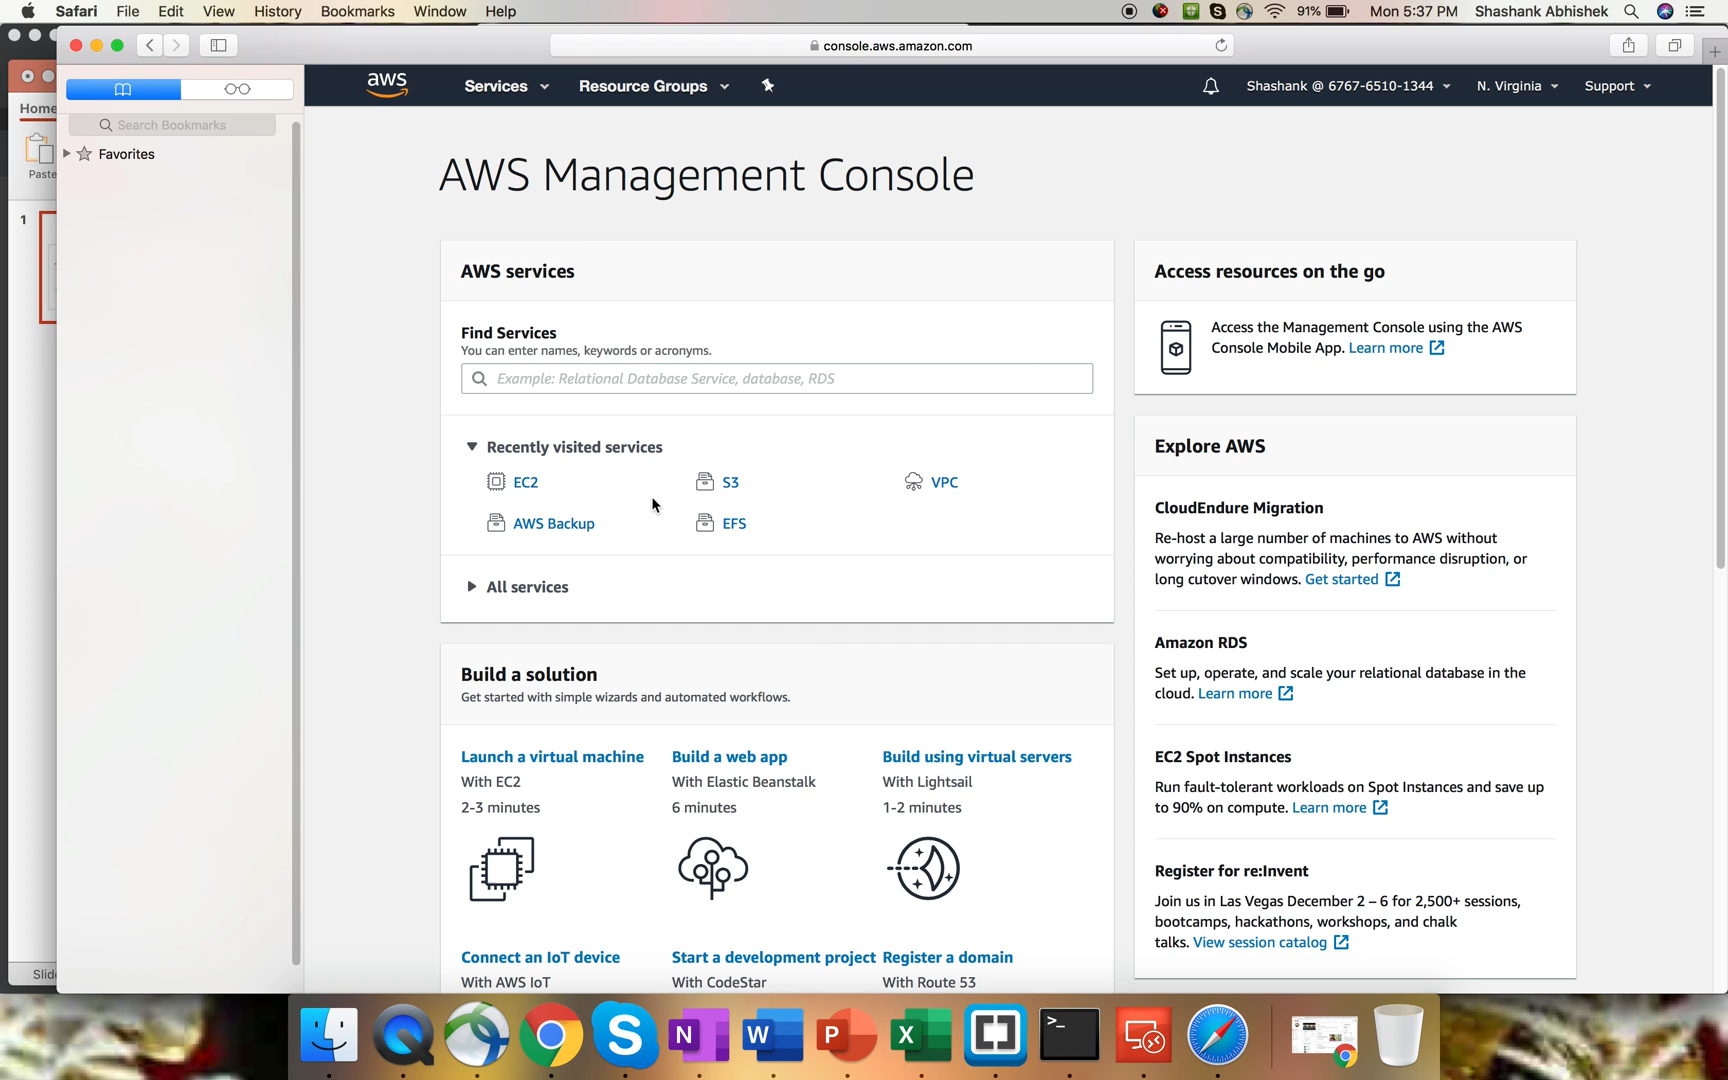 Safari File Edit View History Bookmarks Window Help 91% Mon 5:37 PM Shashank Abhishek
console.aws.amazon.com
aws Services Resource Groups Shashank @ 6767-6510-1344 N. Virginia Support
Home
Search Bookmarks
Favorites
Paste
1
AWS Management Console
AWS services
Find Services
You can enter names, keywords or acronyms.
Example: Relational Database Service, database, RDS
Recently visited services
EC2 S3 VPC
AWS Backup EFS
All services
Build a solution
Get started with simple wizards and automated workflows.
Launch a virtual machine
With EC2
2-3 minutes
Build a web app
With Elastic Beanstalk
6 minutes
Build using virtual servers
With Lightsail
1-2 minutes
Connect an IoT device
With AWS IoT
Start a development project
With CodeStar
Register a domain
With Route 53
Access resources on the go
Access the Management Console using the AWS
Console Mobile App. Learn more
Explore AWS
CloudEndure Migration
Re-host a large number of machines to AWS without
worrying about compatibility, performance disruption, or
long cutover windows. Get started
Amazon RDS
Set up, operate, and scale your relational database in the
cloud. Learn more
EC2 Spot Instances
Run fault-tolerant workloads on Spot Instances and save up
to 90% on compute. Learn more
Register for re:Invent
Join us in Las Vegas December 2 – 6 for 2,500+ sessions,
bootcamps, hackathons, workshops, and chalk
talks. View session catalog
Slide
S N W P X >_